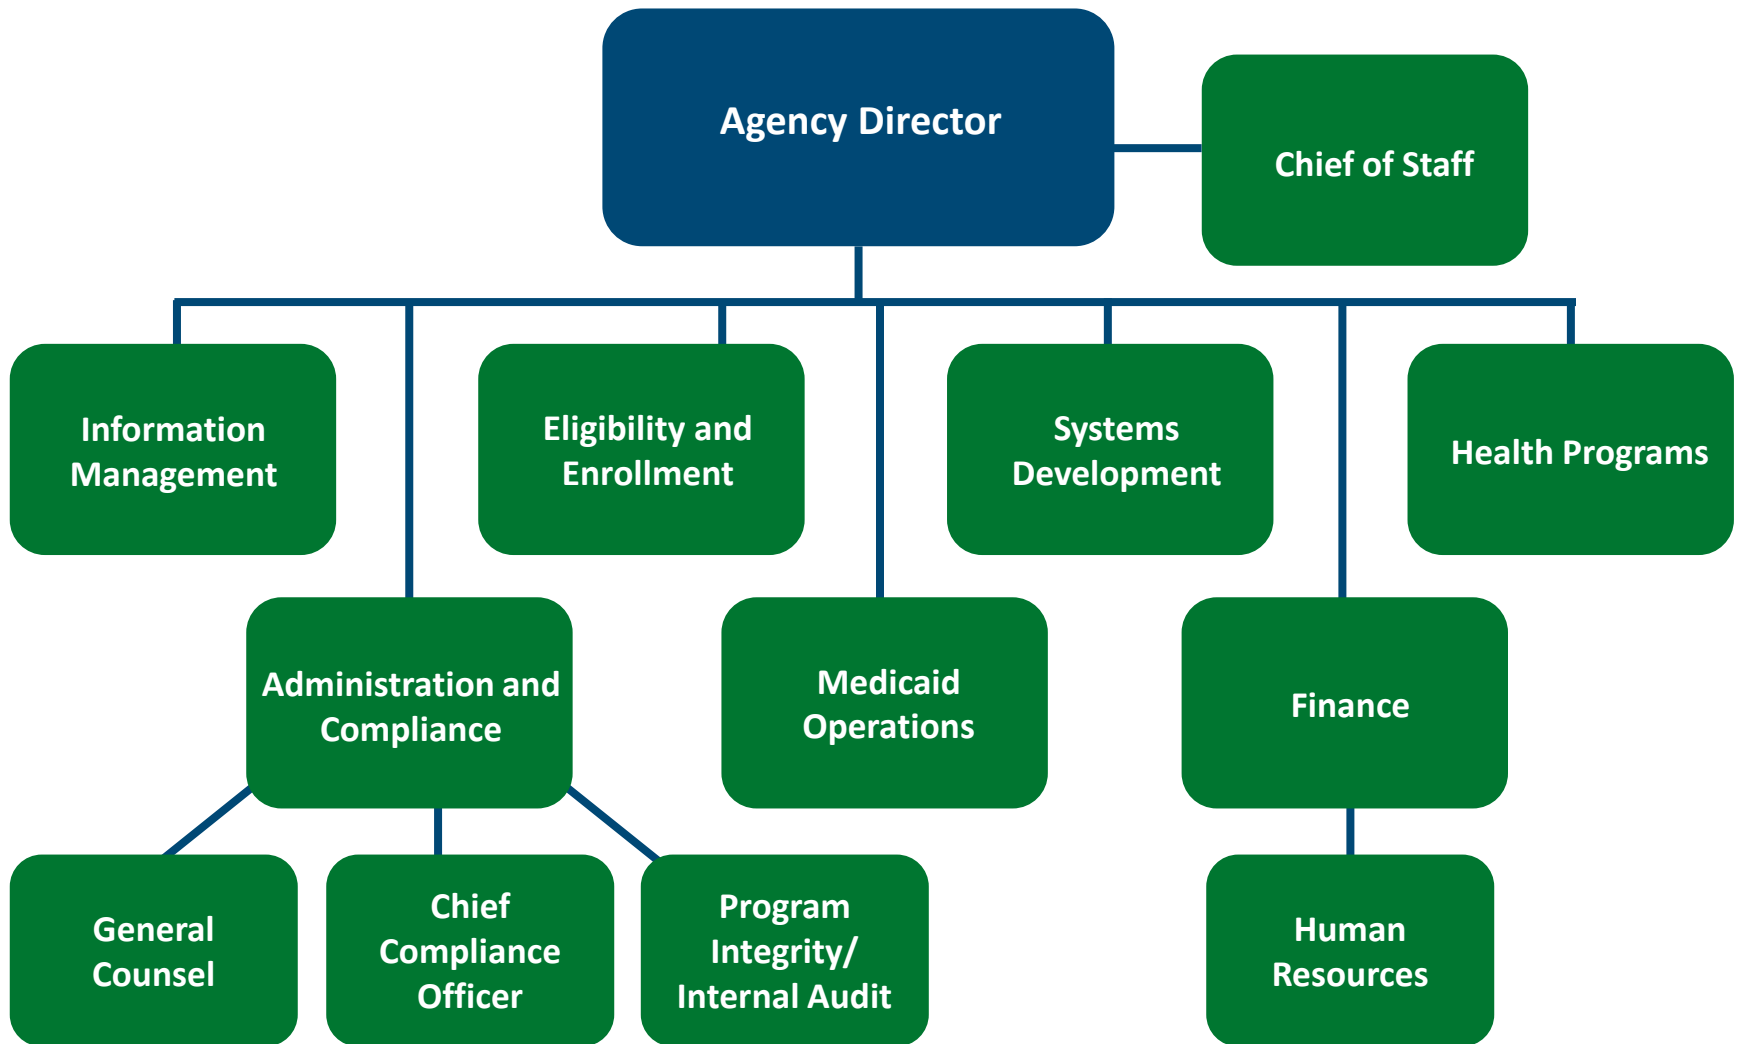 Agency Director
Chief of Staff
Information
Management
Eligibility and
Enrollment
Systems
Development
Health Programs
Administration and
Compliance
Medicaid
Operations
Finance
General
Counsel
Chief
Compliance
Officer
Program
Integrity/
Internal Audit
Human
Resources